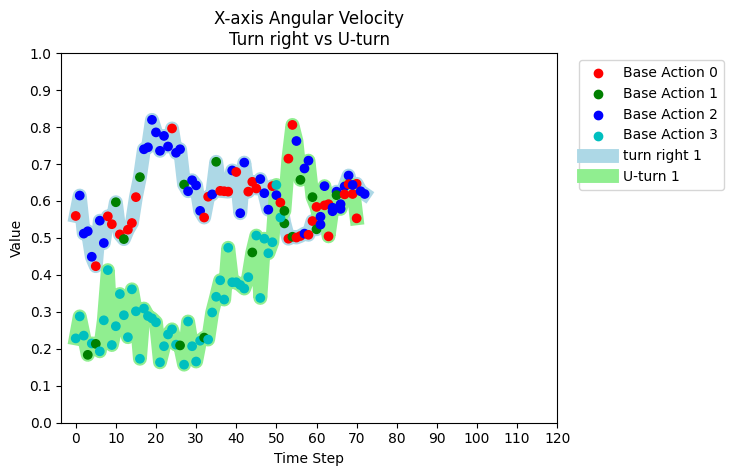 X-axis Angular Velocity
Turn right vs U-turn
1.0
0.9
0.8
0.7
0.6
0.5
0.4
0.3
0.2
0.1
0.0
Value
0 10 20 30 40 50 60 70 80 90 100 110 120
Time Step
Base Action 0
Base Action 1
Base Action 2
Base Action 3
turn right 1
U-turn 1